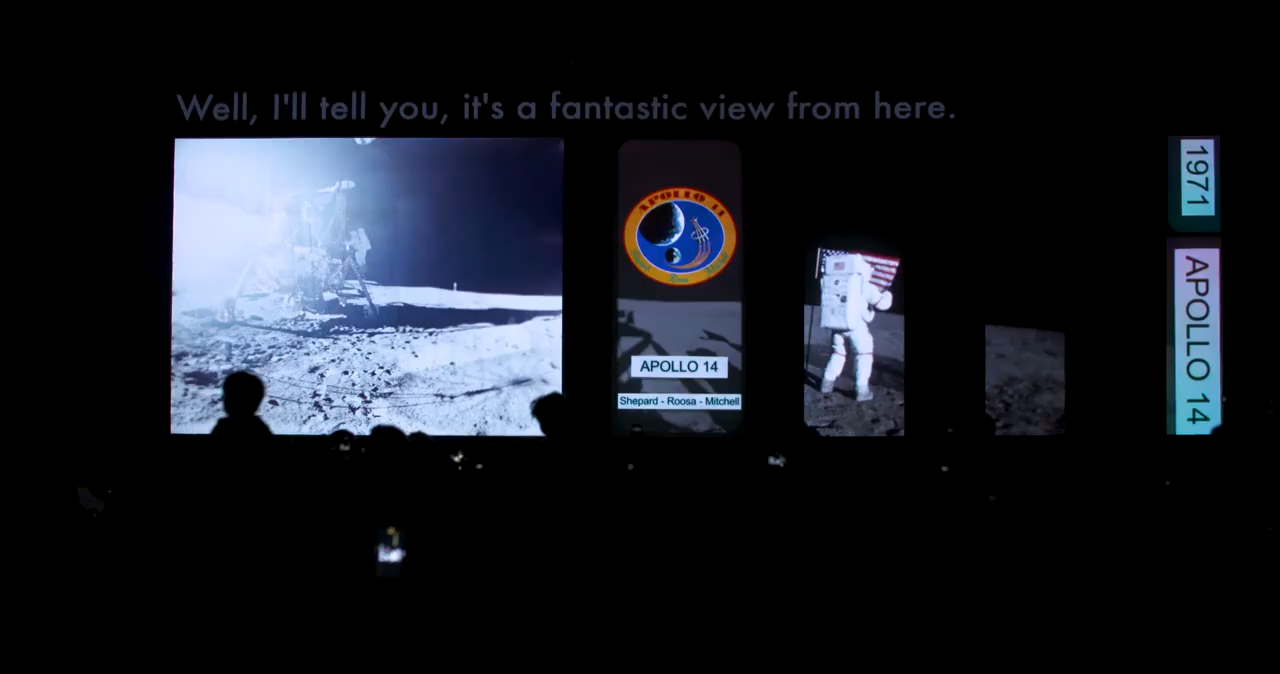 Well, I'll tell you, it's a fantastic view from here.
APOLLO 14
Shepard - Roosa - Mitchell
1971
APOLLO 14